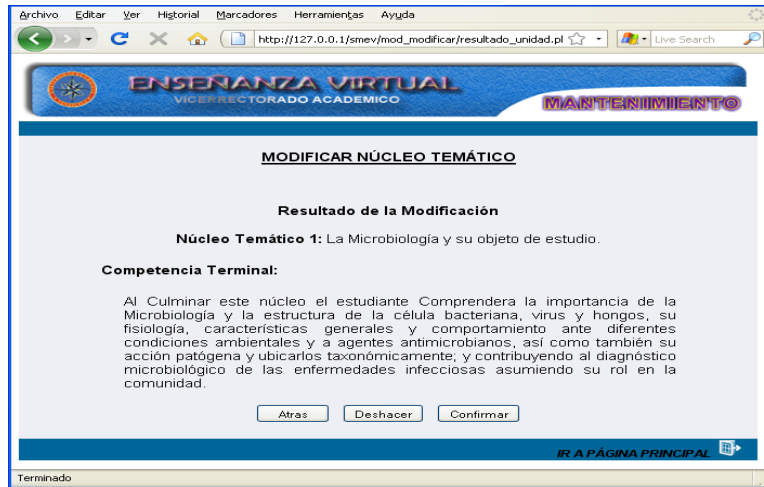 Archivo Editar Ver Historial Marcadores Herramientas Ayuda
http://127.0.0.1/smev/mod_modificar/resultado_unidad.pl Live Search
ENSEÑANZA VIRTUAL
VICERRECTORADO ACADEMICO
MANTENIMIENTO
MODIFICAR NÚCLEO TEMÁTICO
Resultado de la Modificación
Núcleo Temático 1: La Microbiología y su objeto de estudio.
Competencia Terminal:
Al Culminar este núcleo el estudiante Comprendera la importancia de la
Microbiología y la estructura de la célula bacteriana, virus y hongos, su
fisiología, características generales y comportamiento ante diferentes
condiciones ambientales y a agentes antimicrobianos, así como también su
acción patógena y ubicarlos taxonómicamente; y contribuyendo al diagnóstico
microbiológico de las enfermedades infecciosas asumiendo su rol en la
comunidad.
Atras Deshacer Confirmar
IR A PÁGINA PRINCIPAL
Terminado